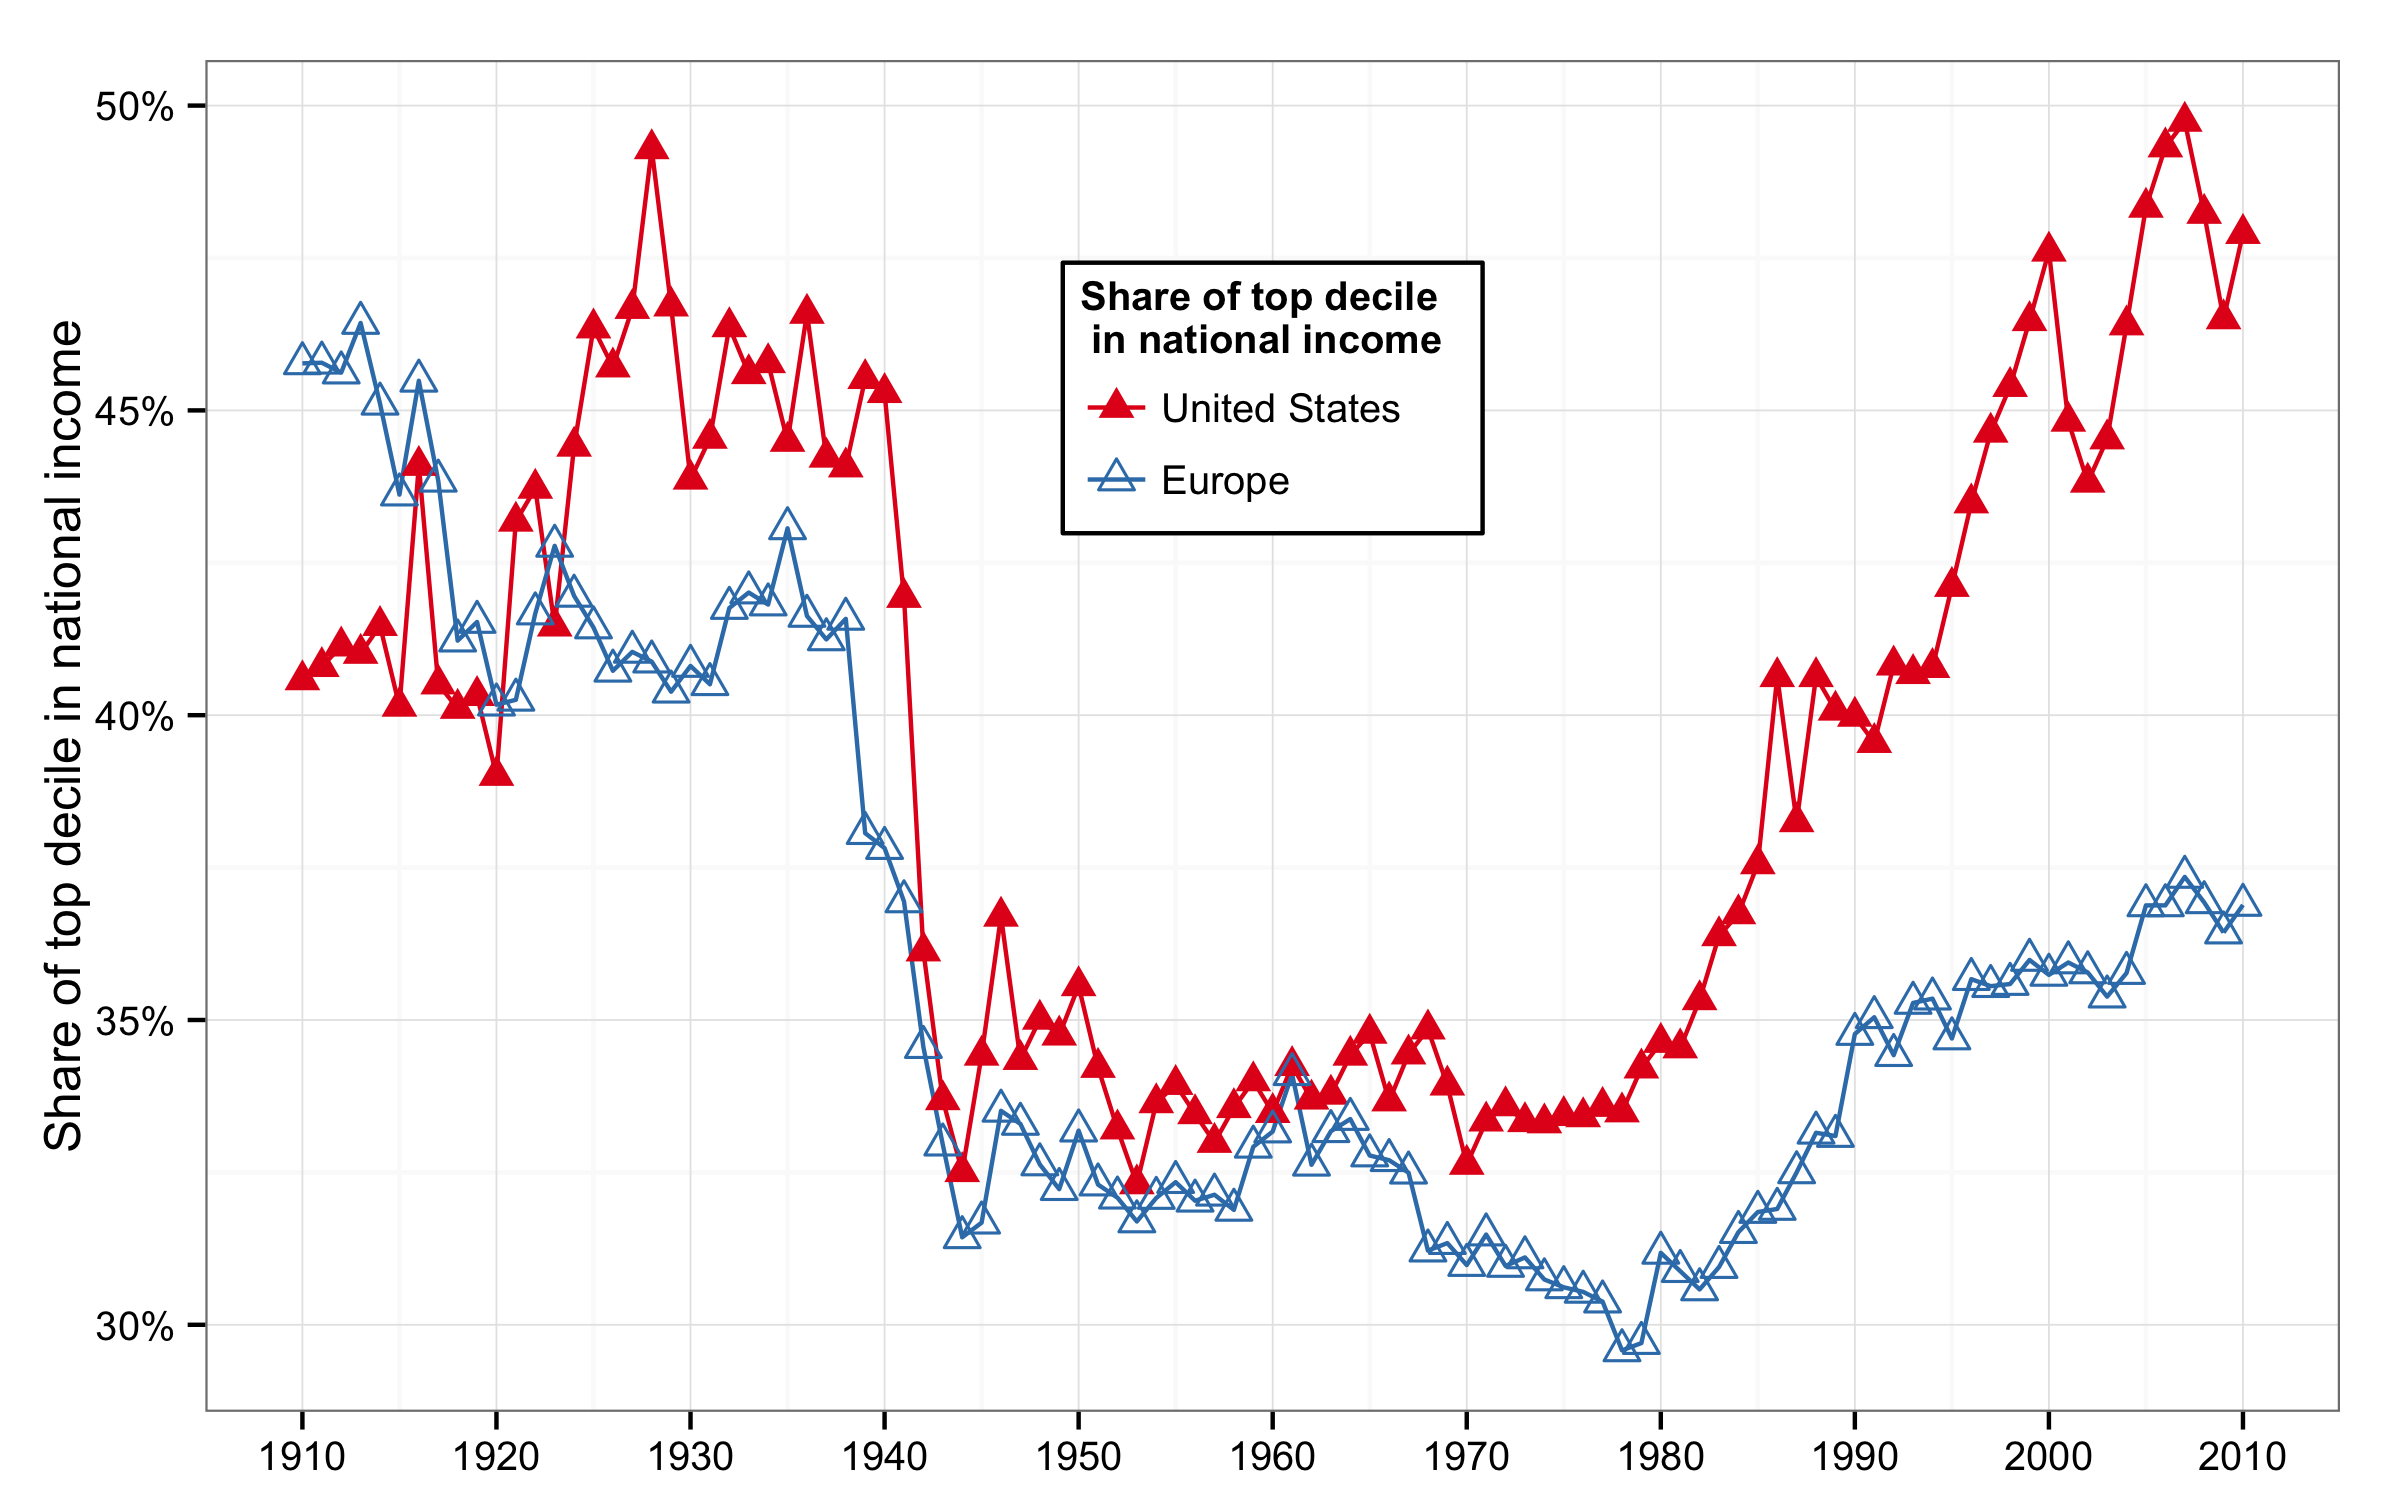 Share of top decile in national income
50%
45%
40%
35%
30%
Share of top decile
in national income
United States
Europe
1910 1920 1930 1940 1950 1960 1970 1980 1990 2000 2010